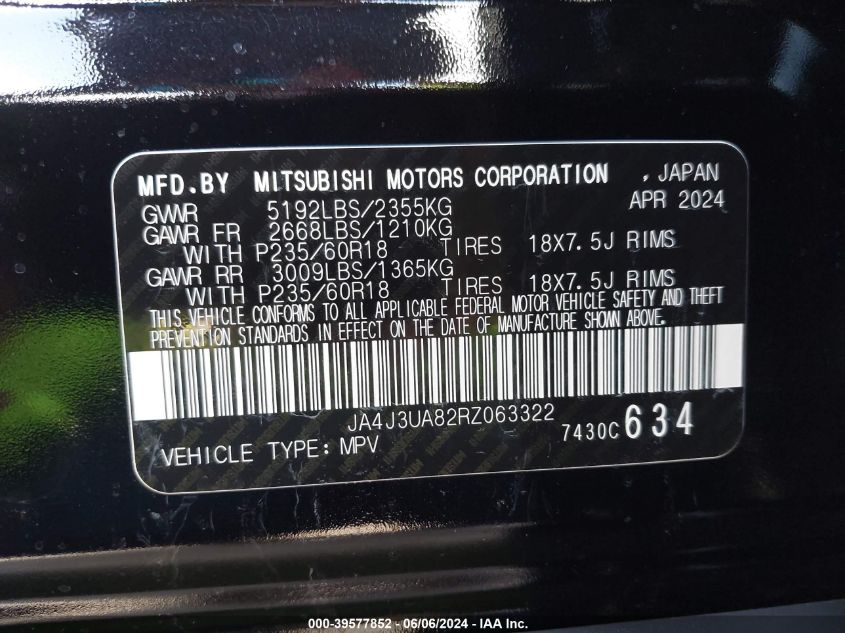 MFD.BY MITSUBISHI MOTORS CORPORATION , JAPAN
APR 2024
GVWR 5192LBS/2355KG
GAWR FR 2668LBS/1210KG
WITH P235/60R18 TIRES 18X7.5J RIMS
GAWR RR 3009LBS/1365KG
WITH P235/60R18 TIRES 18X7.5J RIMS
THIS VEHICLE CONFORMS TO ALL APPLICABLE FEDERAL MOTOR VEHICLE SAFETY AND THEFT
PREVENTION STANDARDS IN EFFECT ON THE DATE OF MANUFACTURE SHOWN ABOVE.
JA4J3UA82RZ063322
7430C 634
VEHICLE TYPE: MPV
000-39577852 - 06/06/2024 - © IAA, Inc.